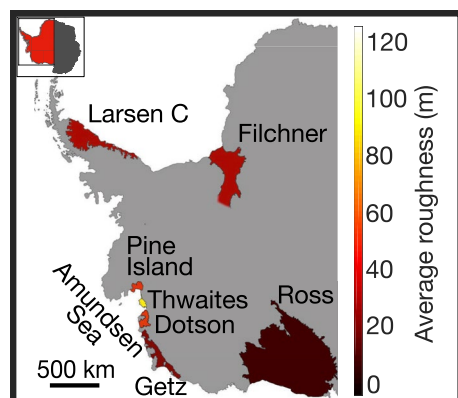 Larsen C
Filchner
Pine
Island
Thwaites
Dotson
Amundsen
Sea
Getz
Ross
500 km
120
100
80
60
40
20
0
Average roughness (m)